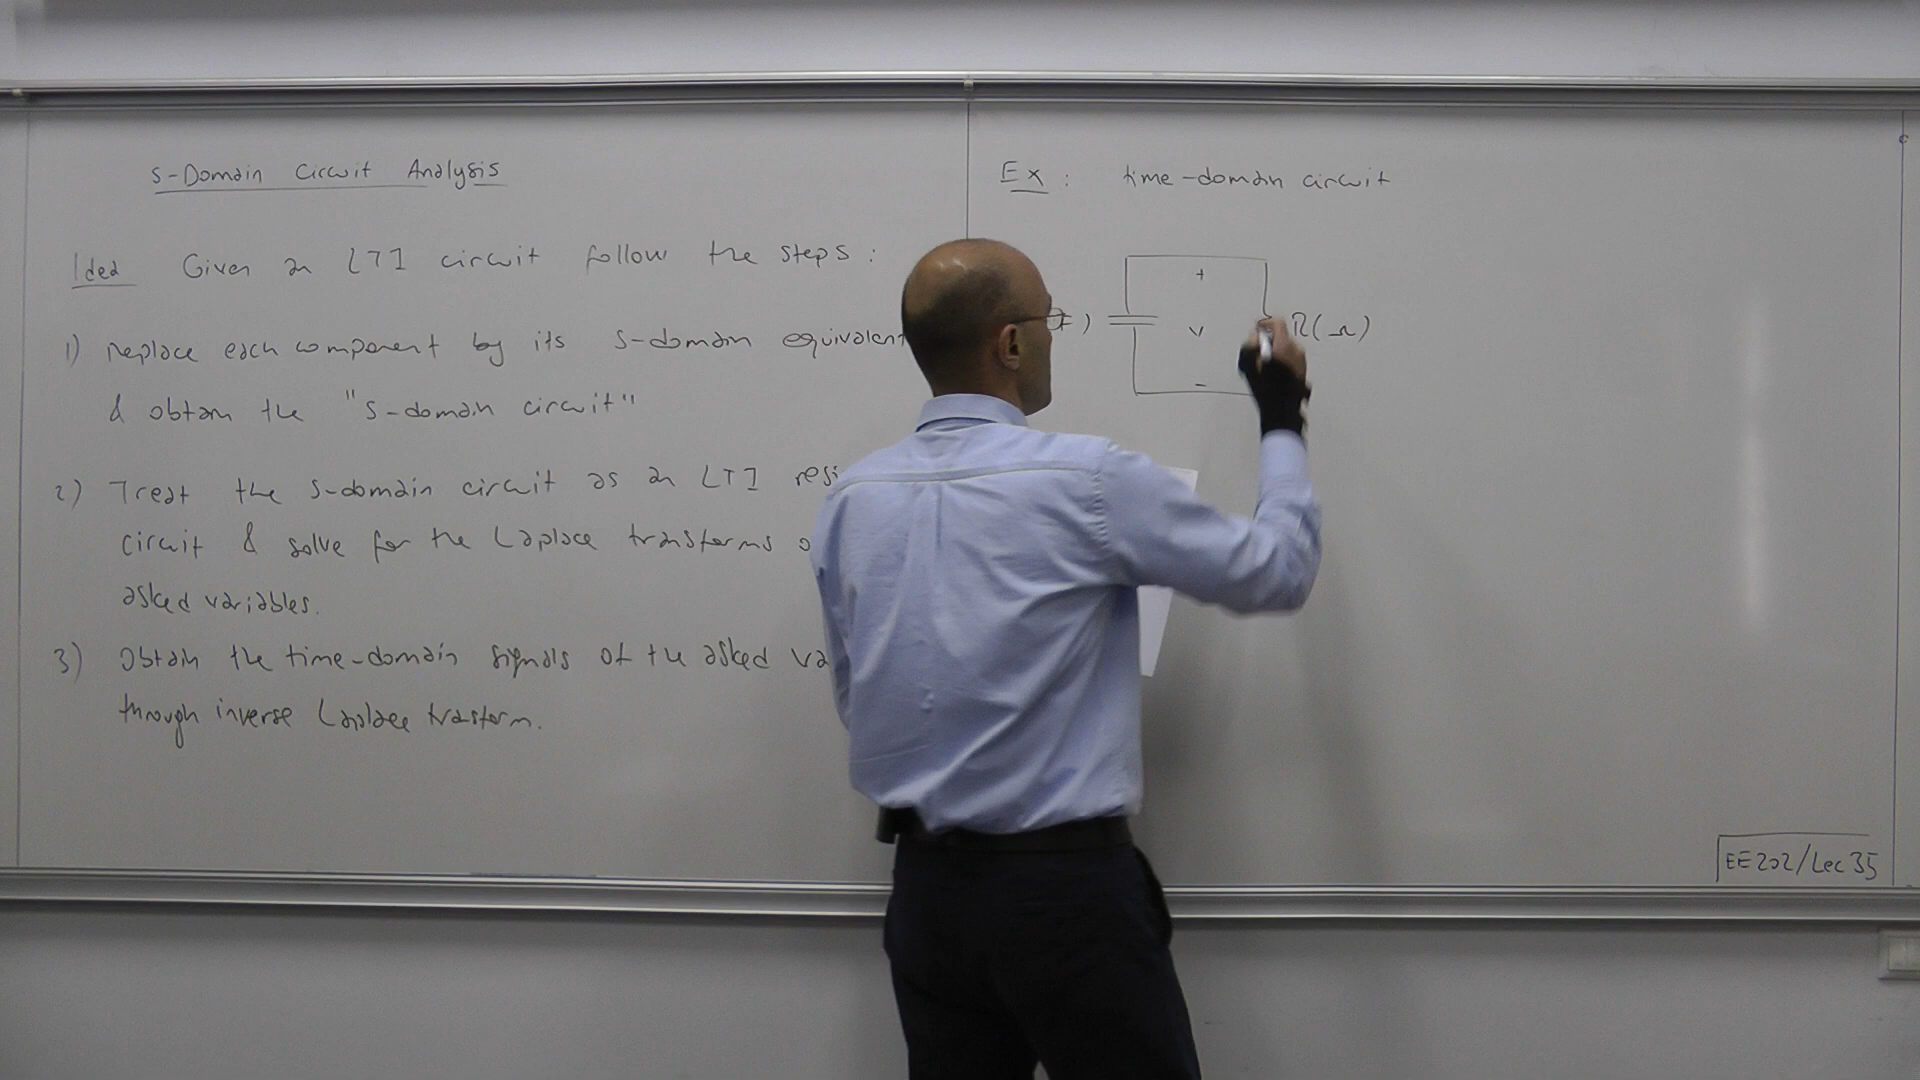 S-Domain Circuit Analysis
Idea Given an LTI circuit follow the steps :
1) replace each component by its S-domain equivalent
& obtain the "S-domain circuit"
2) Treat the S-domain circuit as an LTI
circuit & solve for the Laplace transforms
asked variables.
3) Obtain the time-domain signals of the asked
through inverse Laplace trasform.
Ex : time-domain circuit
+
v
-
R(Ω)
EE202/Lec35